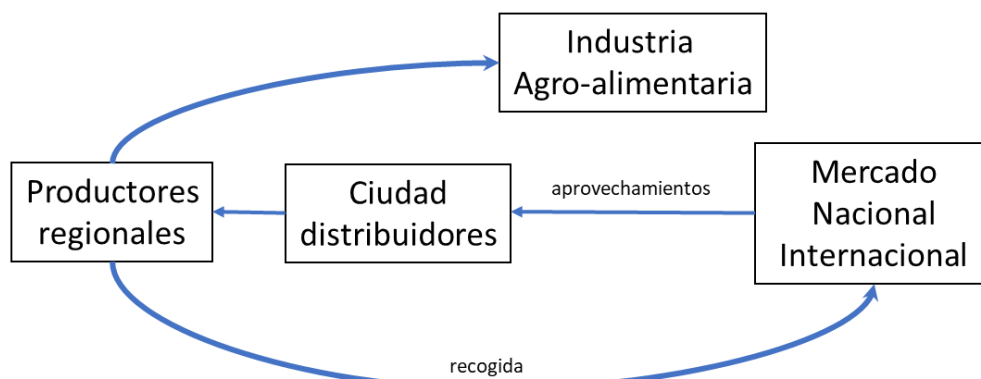 Industria
Agro-alimentaria
Productores
regionales
Ciudad
distribuidores
aprovechamientos
Mercado
Nacional
Internacional
recogida